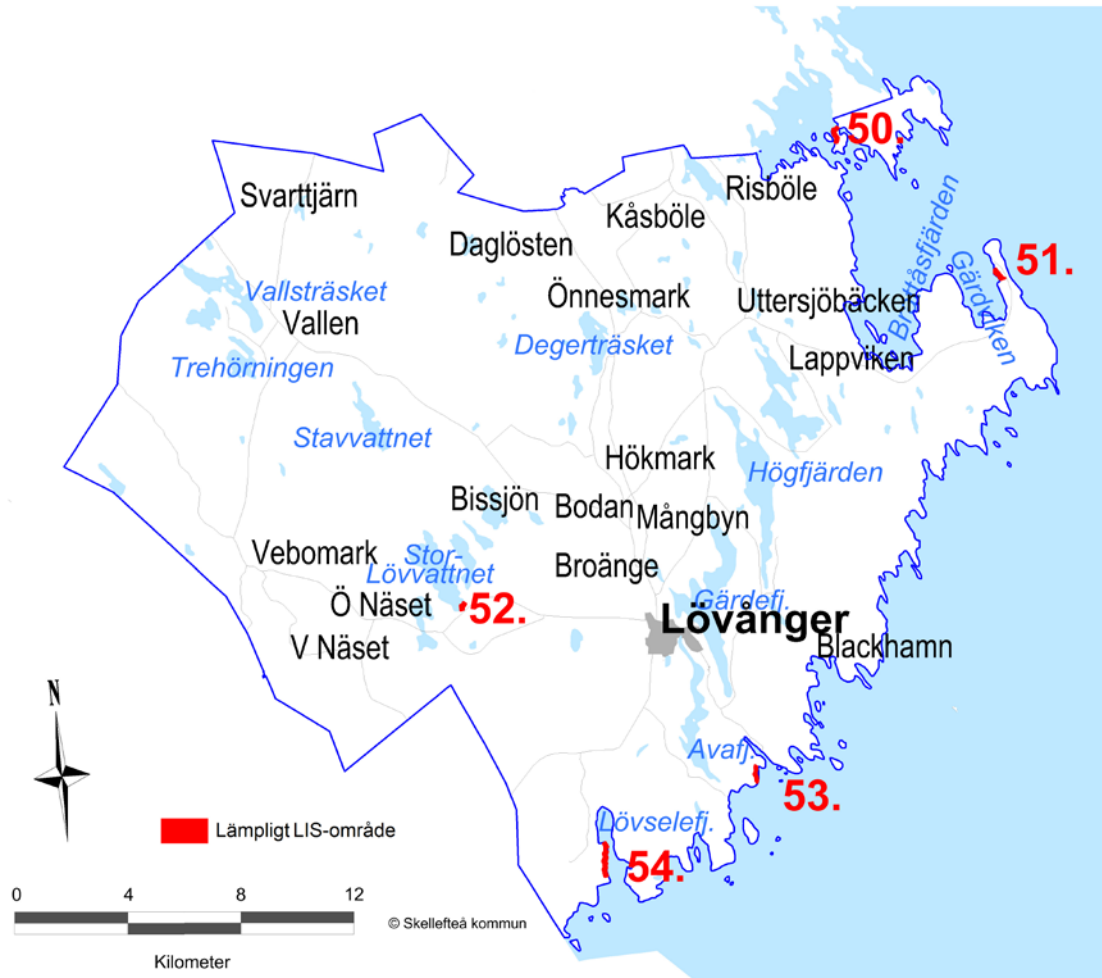 50.
Risböle
Svarttjärn
Kåsböle
Daglösten
Bruttåsfjärden
51.
Gärdviken
Vallsträsket
Önnesmark
Uttersjöbäcken
Vallen
Degerträsket
Lappviken
Trehörningen
Stavvattnet
Hökmark
Högfjärden
Bissjön
Bodan
Mångbyn
Vebomark
Stor-
Lövvattnet
Broänge
Ö Näset
52.
Gärdefj.
Lövånger
V Näset
Blackhamn
N
Avafj.
53.
Lämpligt LIS-område
Lövselefj.
54.
0 4 8 12
© Skellefteå kommun
Kilometer